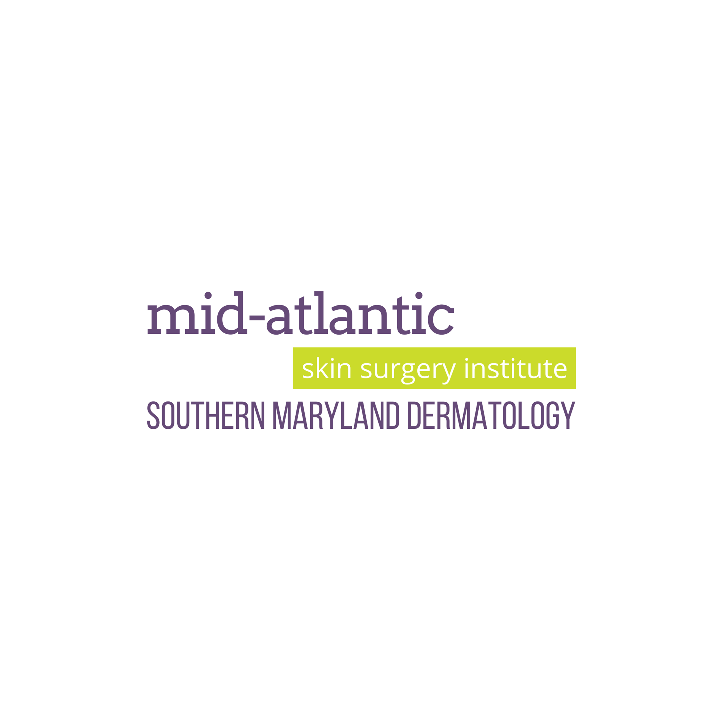 mid-atlantic
skin surgery institute
SOUTHERN MARYLAND DERMATOLOGY